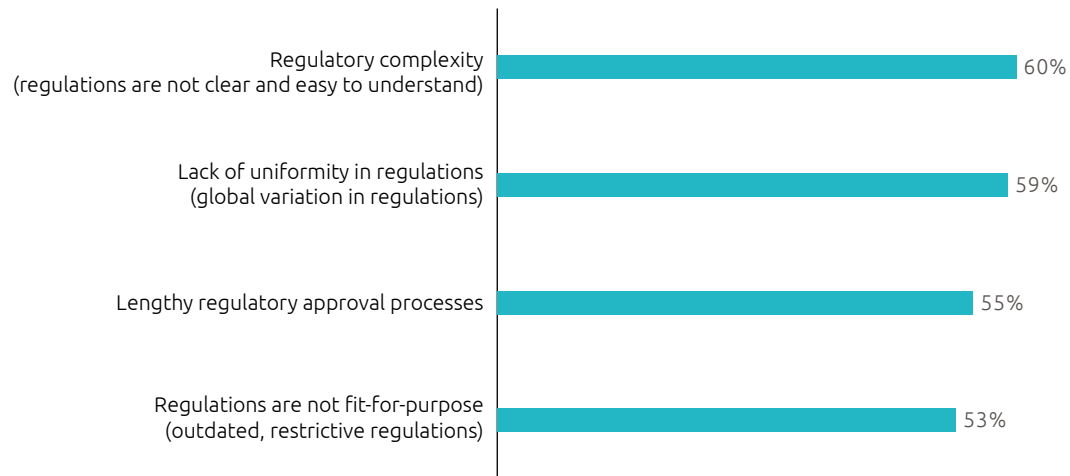 Regulatory complexity
(regulations are not clear and easy to understand)
60%
Lack of uniformity in regulations
(global variation in regulations)
59%
Lengthy regulatory approval processes
55%
Regulations are not fit-for-purpose
(outdated, restrictive regulations)
53%